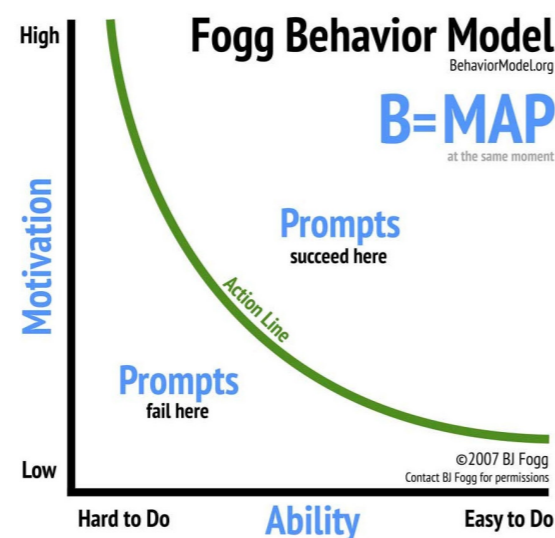 High
Fogg Behavior Model
BehaviorModel.org
B=MAP
at the same moment
Motivation
Prompts
succeed here
Action Line
Prompts
fail here
Low
©2007 BJ Fogg
Contact BJ Fogg for permissions
Hard to Do
Ability
Easy to Do